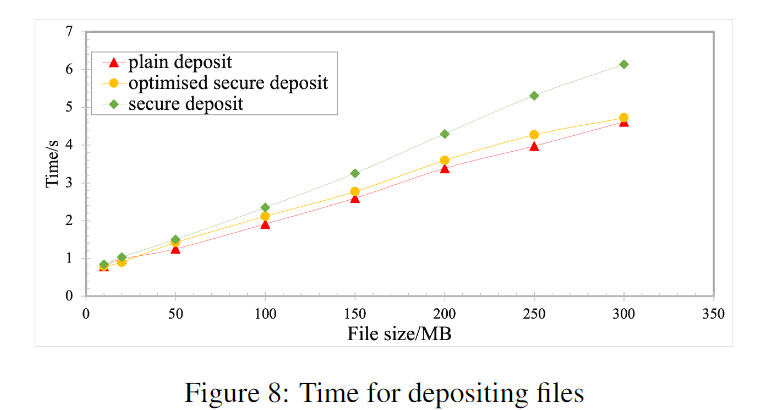 7
6
5
4
3
2
1
0
Time/s
plain deposit
optimised secure deposit
secure deposit
0 50 100 150 200 250 300 350
File size/MB
Figure 8: Time for depositing files